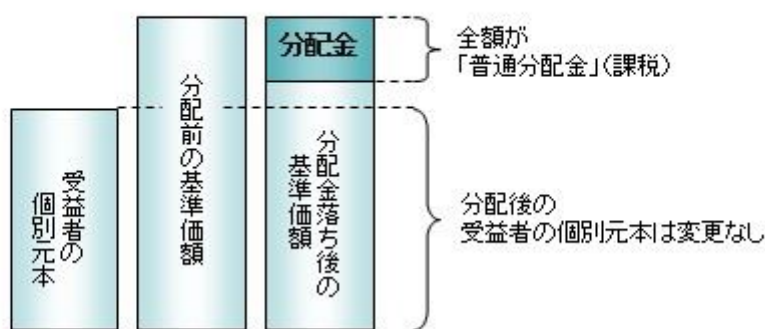 受益者の
個別元本
分配前の基準価額
分配金
分配金落ち後の
基準価額
全額が
「普通分配金」(課税)
分配後の
受益者の個別元本は変更なし